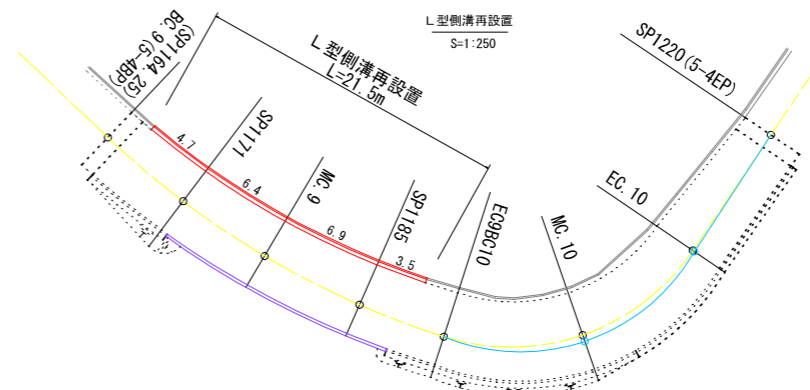 L型側溝再設置
S=1:250
BC.9(5-4BP)
(SP1164.25)
L型側溝再設置
L=21.5m
SP1220(5-4EP)
SP1171
MC.9
SP1185
EC9BC10
MC.10
EC.10
4.7
6.4
6.9
3.5